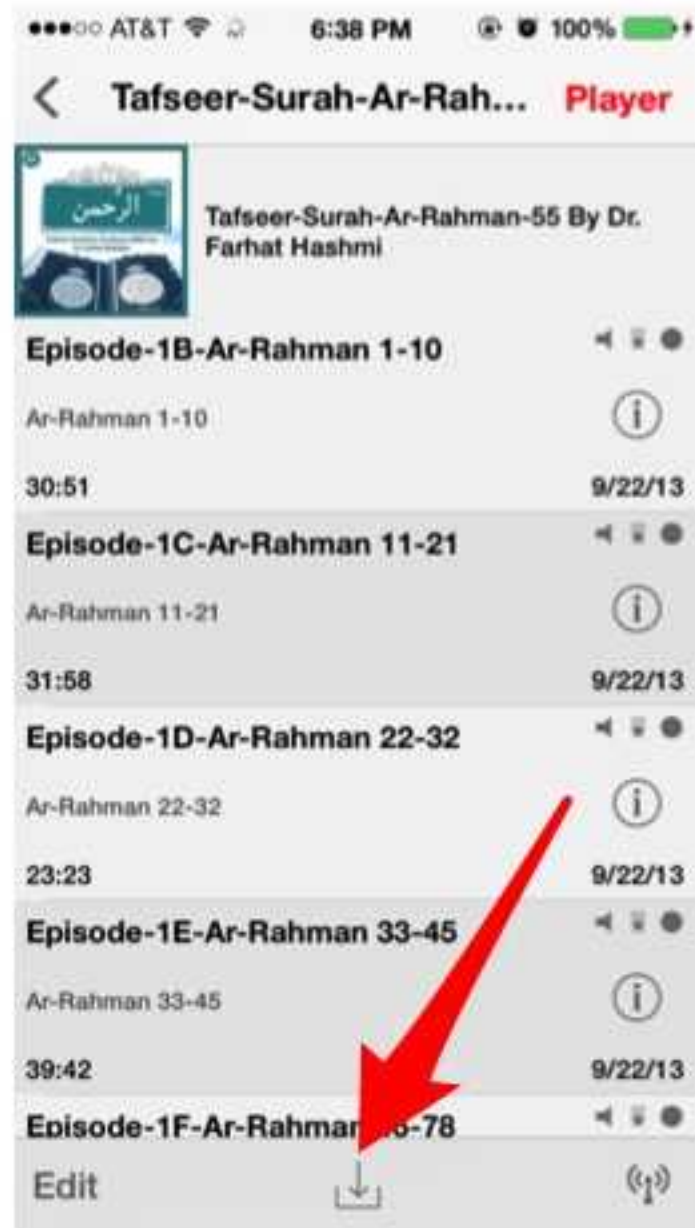 AT&T 6:38 PM 100%
Tafseer-Surah-Ar-Rah... Player
الرحمن
Tafseer-Surah-Ar-Rahman-55 By Dr.
Farhat Hashmi
Episode-1B-Ar-Rahman 1-10
Ar-Rahman 1-10
30:51 9/22/13
Episode-1C-Ar-Rahman 11-21
Ar-Rahman 11-21
31:58 9/22/13
Episode-1D-Ar-Rahman 22-32
Ar-Rahman 22-32
23:23 9/22/13
Episode-1E-Ar-Rahman 33-45
Ar-Rahman 33-45
39:42 9/22/13
Episode-1F-Ar-Rahman 6-78
Edit